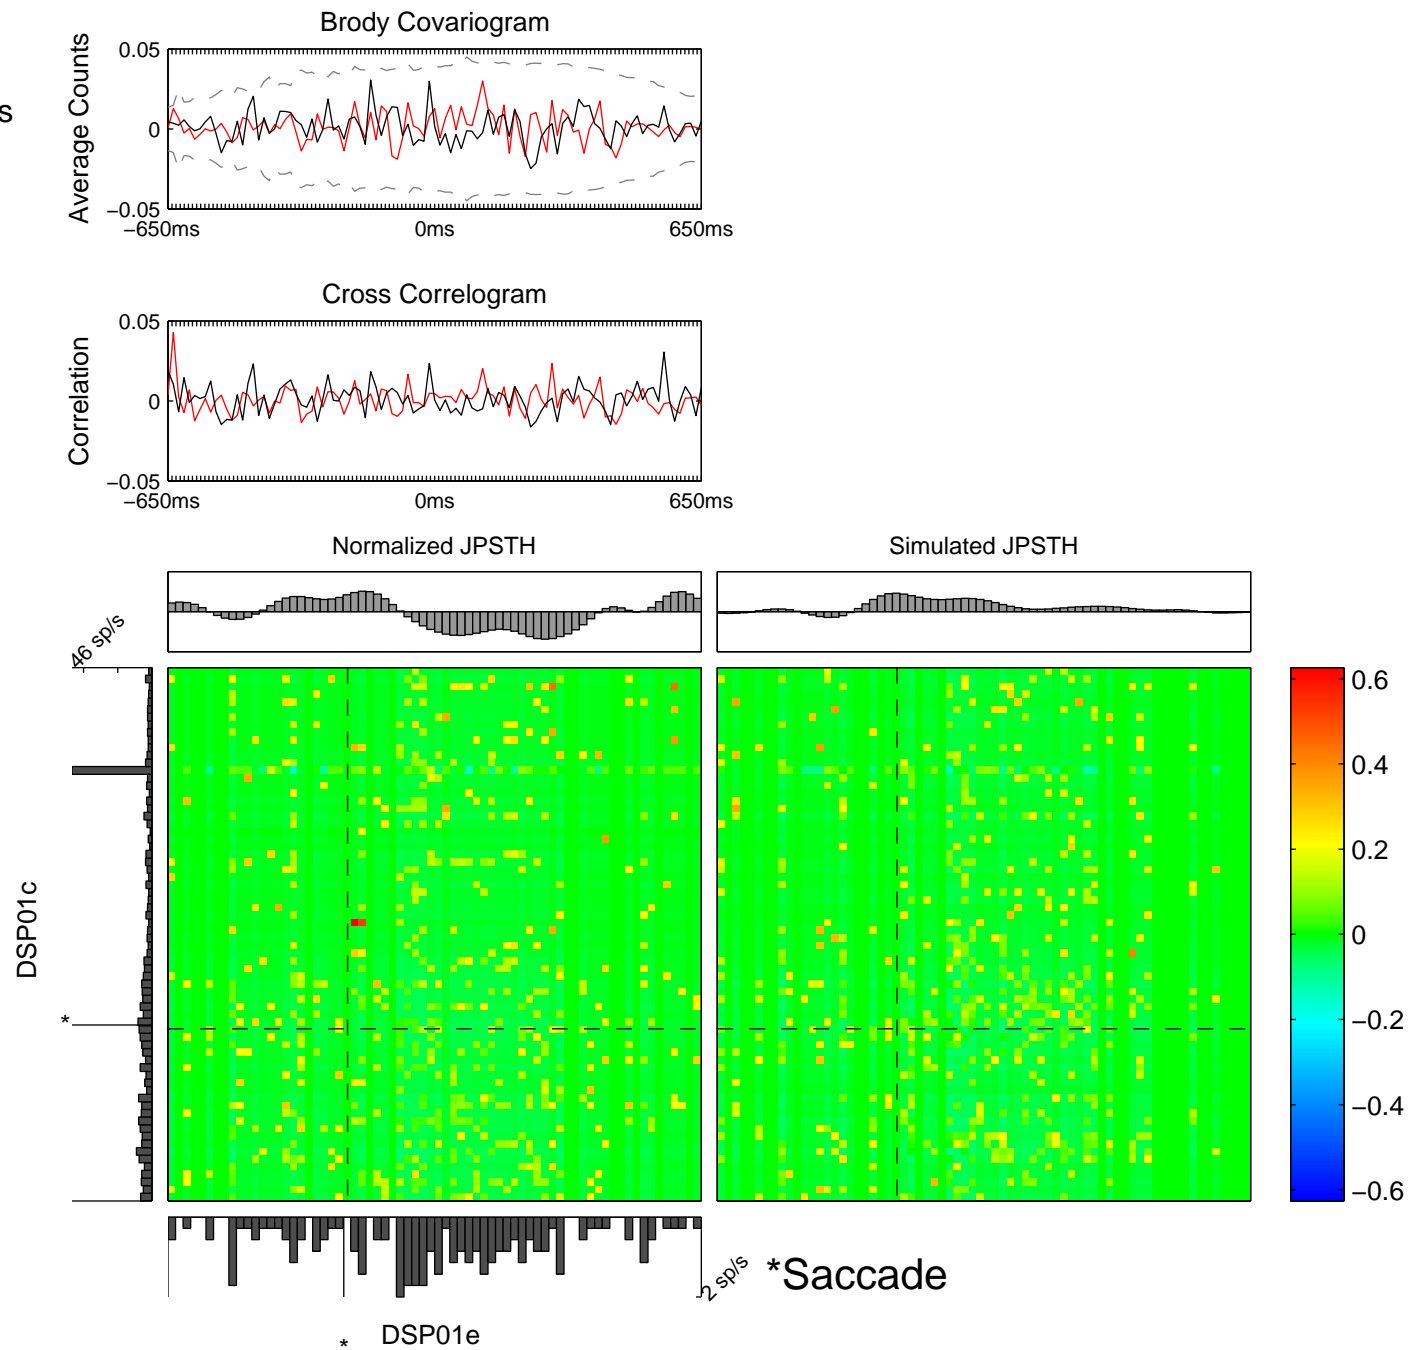 Brody Covariogram
s
Average Counts
0.05
0
−0.05
−650ms
0ms
650ms
Cross Correlogram
Correlation
0.05
0
−0.05
−650ms
0ms
650ms
Normalized JPSTH
Simulated JPSTH
46 sp/s
DSP01c
*
0.6
0.4
0.2
0
−0.2
−0.4
−0.6
2 sp/s
*Saccade
*
DSP01e